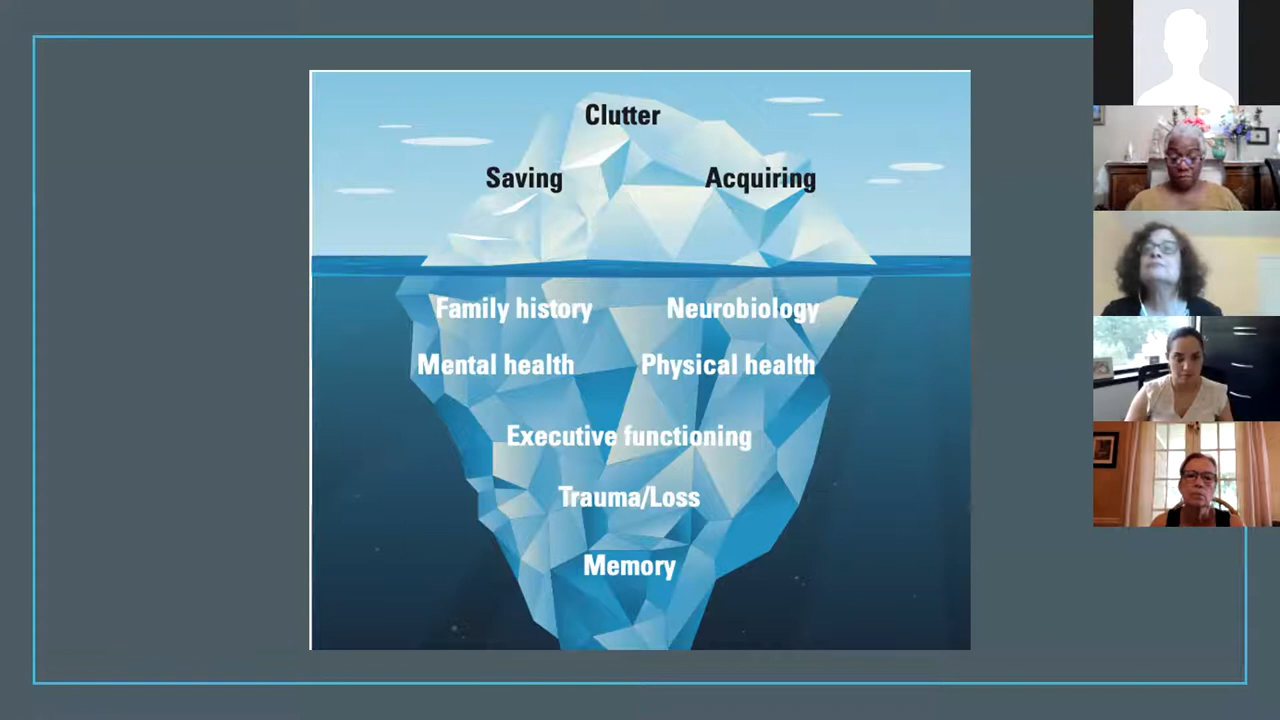 Clutter
Saving Acquiring
Family history Neurobiology
Mental health Physical health
Executive functioning
Trauma/Loss
Memory